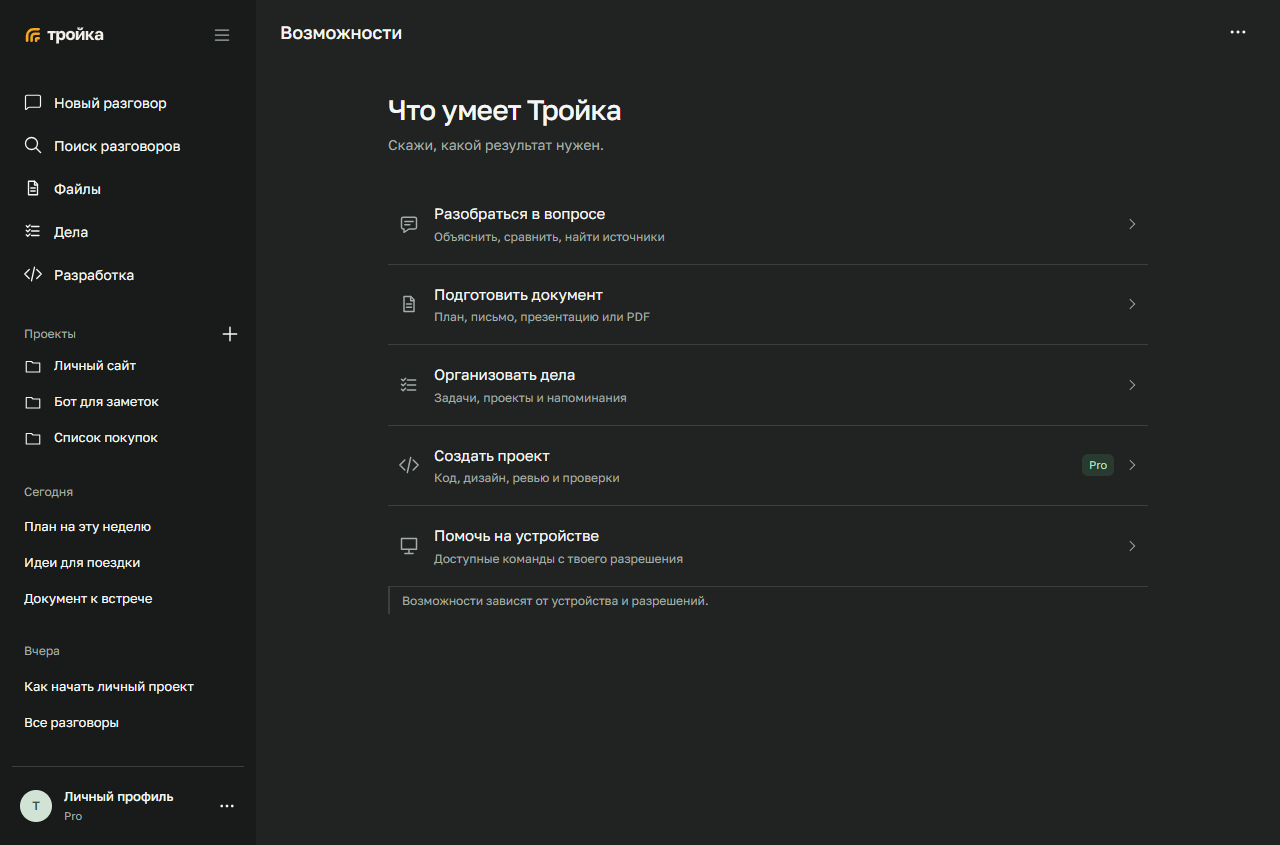 тройка
Новый разговор
Поиск разговоров
Файлы
Дела
Разработка
Проекты
Личный сайт
Бот для заметок
Список покупок
Сегодня
План на эту неделю
Идеи для поездки
Документ к встрече
Вчера
Как начать личный проект
Все разговоры
Т
Личный профиль
Pro
Возможности
Что умеет Тройка
Скажи, какой результат нужен.
Разобраться в вопросе
Объяснить, сравнить, найти источники
Подготовить документ
План, письмо, презентацию или PDF
Организовать дела
Задачи, проекты и напоминания
Создать проект
Код, дизайн, ревью и проверки
Pro
Помочь на устройстве
Доступные команды с твоего разрешения
Возможности зависят от устройства и разрешений.